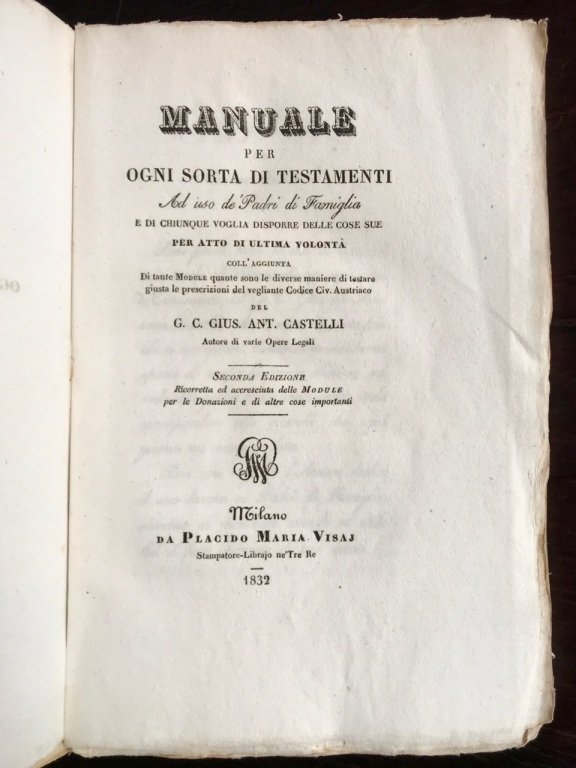 MANUALE
PER
OGNI SORTA DI TESTAMENTI
Ad uso de' Padri di Famiglia
E DI CHIUNQUE VOGLIA DISPORRE DELLE COSE SUE
PER ATTO DI ULTIMA VOLONTÀ
COLL'AGGIUNTA
Di tante MODULE quante sono le diverse maniere di testare
giusta le prescrizioni del vegliante Codice Civ. Austriaco
DEL
G. C. GIUS. ANT. CASTELLI
Autore di varie Opere Legali
SECONDA EDIZIONE
Ricorretta ed accresciuta delle MODULE
per le Donazioni e di altre cose importanti
Milano
DA PLACIDO MARIA VISAJ
Stampatore-Librajo ne'Tre Re
1832